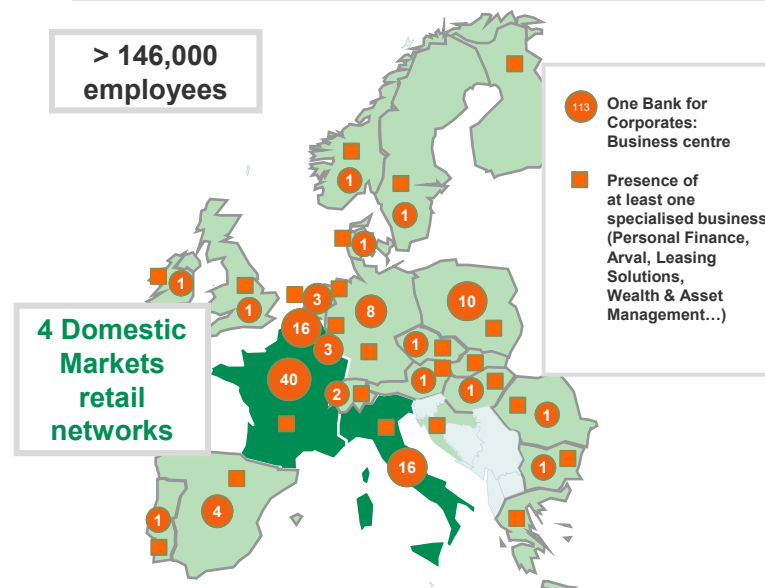 > 146,000
employees
113
One Bank for
Corporates:
Business centre
Presence of
at least one
specialised business
(Personal Finance,
Arval, Leasing
Solutions,
Wealth & Asset
Management…)
4 Domestic
Markets
retail
networks
1
1
1
1
1
3
8
10
16
3
1
40
2
1
1
1
16
1
4
1